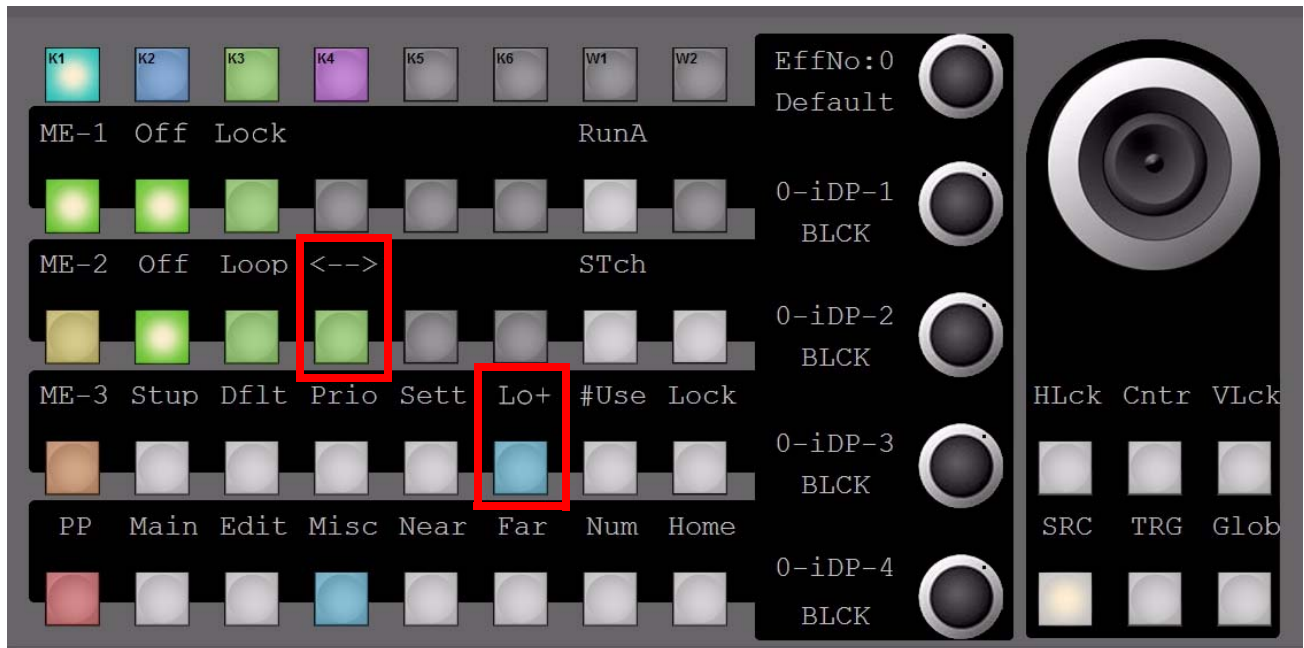 K1 K2 K3 K4 K5 K6 W1 W2
EffNo:0
Default
ME-1 Off Lock RunA
0-iDP-1
BLCK
ME-2 Off Loop <--> STch
0-iDP-2
BLCK
ME-3 Stup Dflt Prio Sett Lo+ #Use Lock
HLck Cntr VLck
0-iDP-3
BLCK
PP Main Edit Misc Near Far Num Home
SRC TRG Glob
0-iDP-4
BLCK